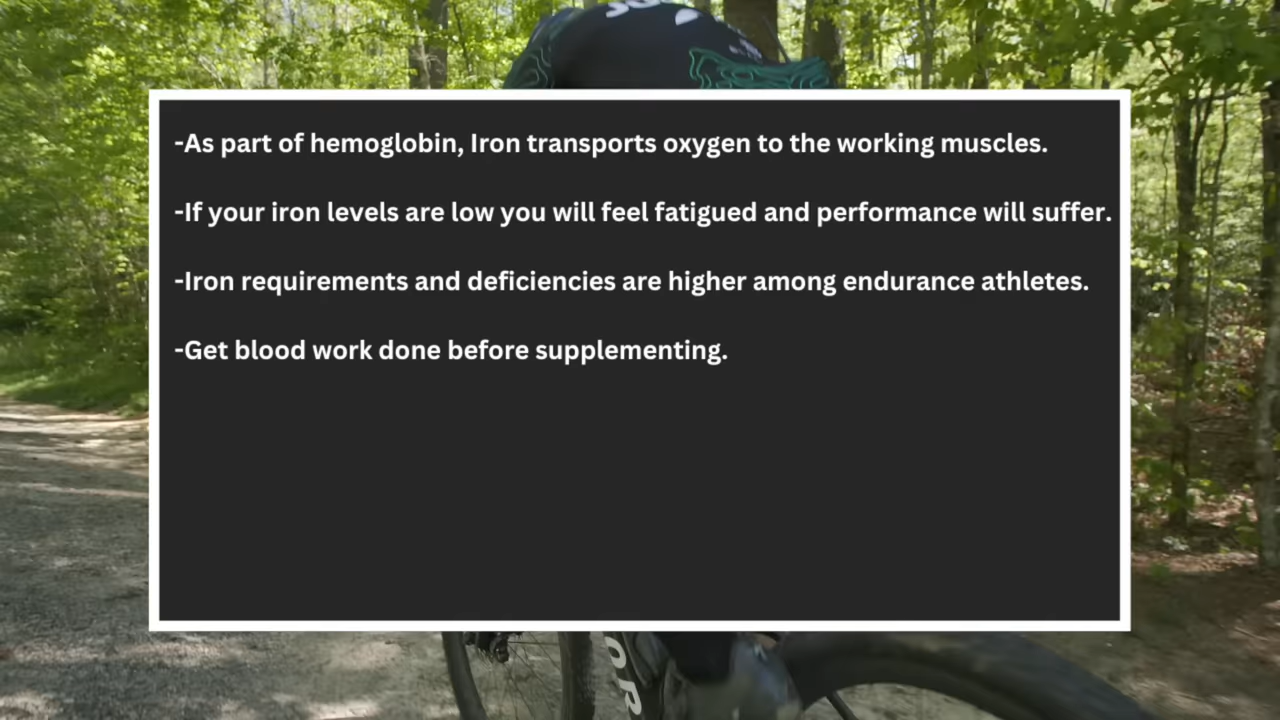 -As part of hemoglobin, Iron transports oxygen to the working muscles.
-If your iron levels are low you will feel fatigued and performance will suffer.
-Iron requirements and deficiencies are higher among endurance athletes.
-Get blood work done before supplementing.